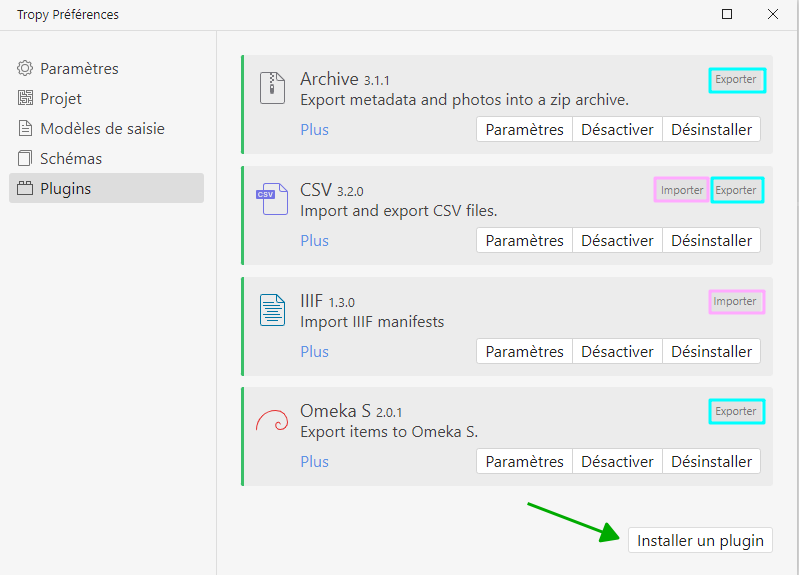 Tropy Préférences
Paramètres
Projet
Modèles de saisie
Schémas
Plugins
Archive 3.1.1
Exporter
Export metadata and photos into a zip archive.
Plus
Paramètres
Désactiver
Désinstaller
CSV
CSV 3.2.0
Importer
Exporter
Import and export CSV files.
Plus
Paramètres
Désactiver
Désinstaller
IIIF 1.3.0
Importer
Import IIIF manifests
Plus
Paramètres
Désactiver
Désinstaller
Omeka S 2.0.1
Exporter
Export items to Omeka S.
Plus
Paramètres
Désactiver
Désinstaller
Installer un plugin